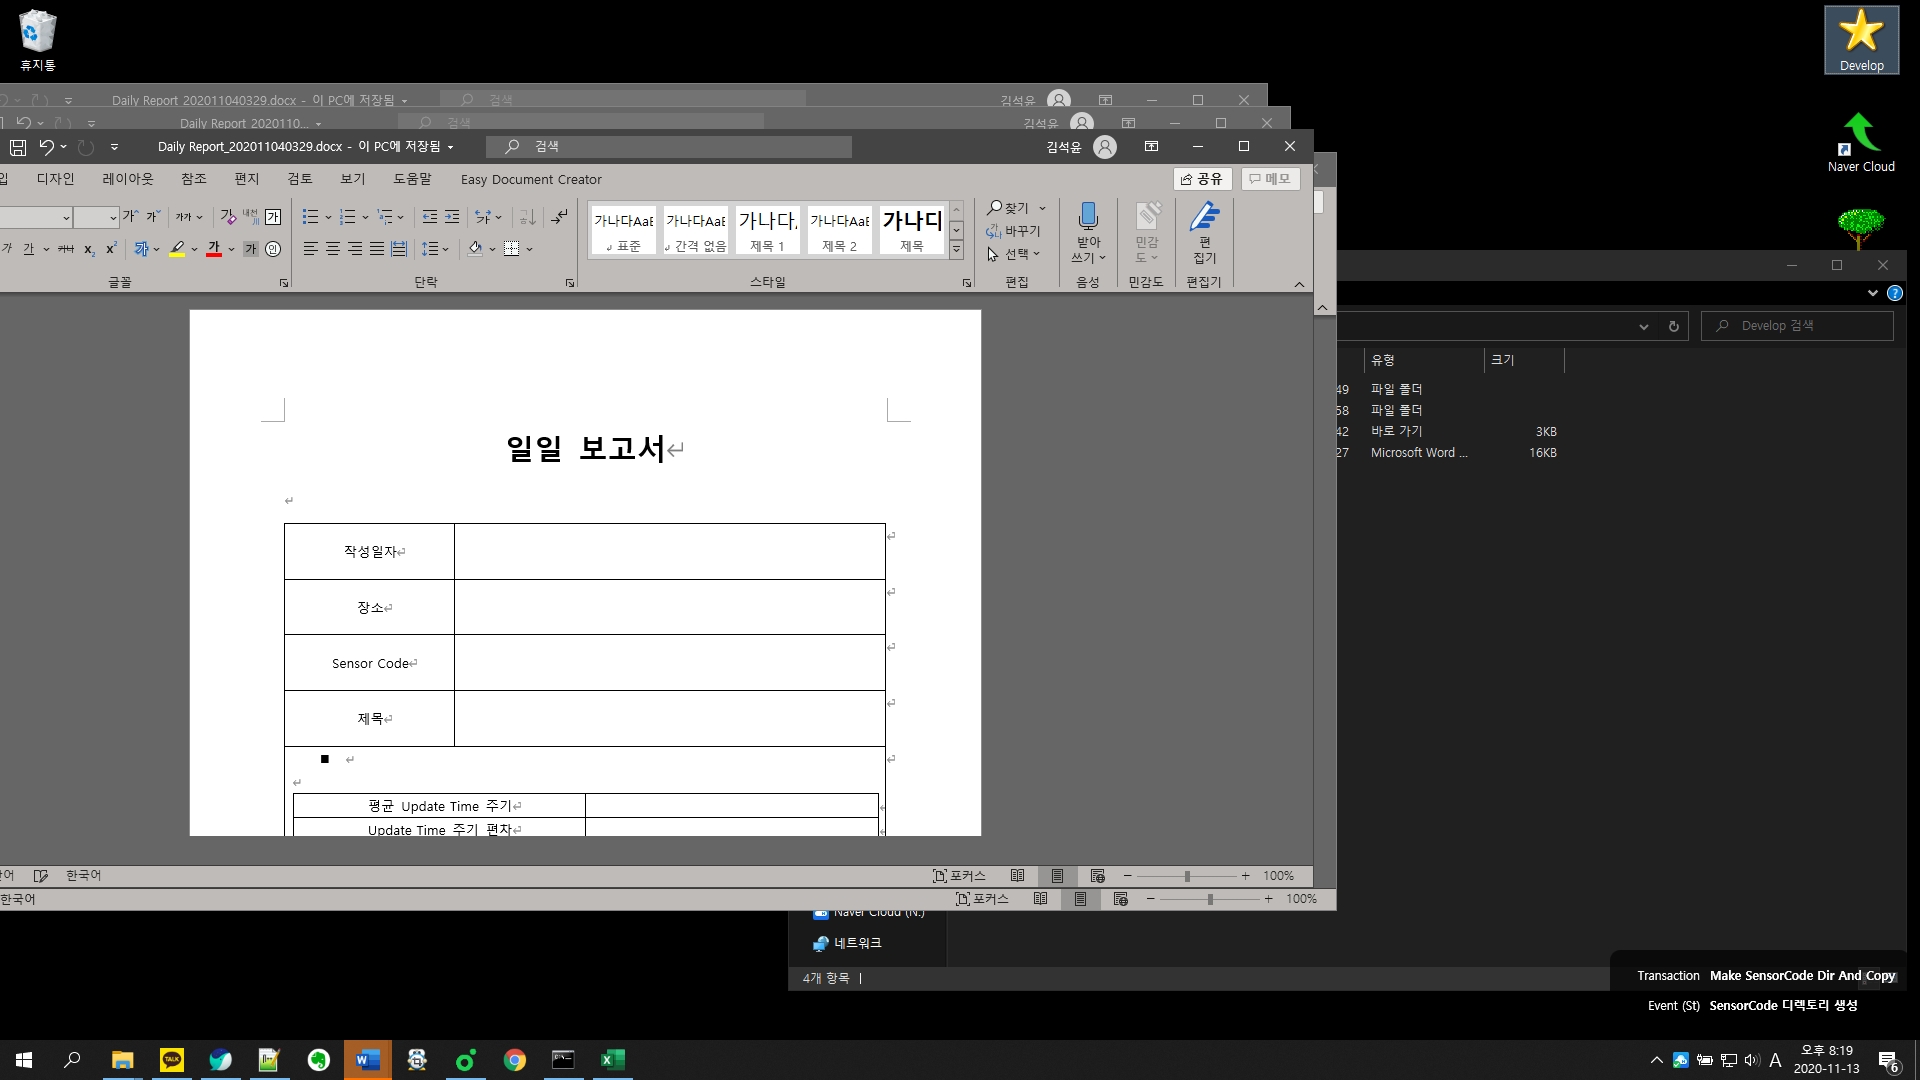 휴지통
Develop
Naver Cloud
Daily Report_202011040329.docx - 이 PC에 저장됨
검색
김석윤
Daily Report_2020110...
검색
김석윤
Daily Report_202011040329.docx - 이 PC에 저장됨
검색
김석윤
입 디자인 레이아웃 참조 편지 검토 보기 도움말 Easy Document Creator
공유 메모
가나다AaE 가나다AaE 가나다, 가나다AaE 가나디
표준 간격 없음 제목 1 제목 2 제목
찾기
바꾸기
선택
받아쓰기
민감도
편집기
글꼴 단락 스타일 편집 음성 민감도 편집기
Develop 검색
유형 크기
49 파일 폴더
58 파일 폴더
42 바로 가기 3KB
27 Microsoft Word ... 16KB
일일 보고서
작성일자
장소
Sensor Code
제목
평균 Update Time 주기
Update Time 주기 편차
한국어 포커스 100%
한국어 포커스 100%
Naver Cloud (N:)
네트워크
4개 항목
Transaction Make SensorCode Dir And Copy
Event (St) SensorCode 디렉토리 생성
TALK
A
오후 8:19
2020-11-13
6